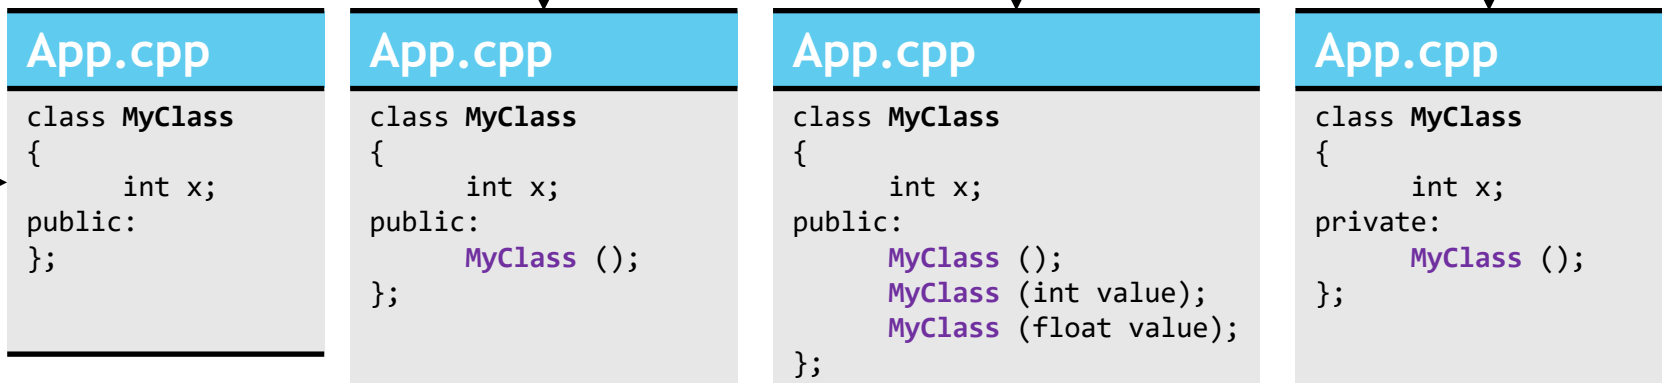 App.cpp
class MyClass
{
int x;
public:
};
App.cpp
class MyClass
{
int x;
public:
MyClass ();
};
App.cpp
class MyClass
{
int x;
public:
MyClass ();
MyClass (int value);
MyClass (float value);
};
App.cpp
class MyClass
{
int x;
private:
MyClass ();
};